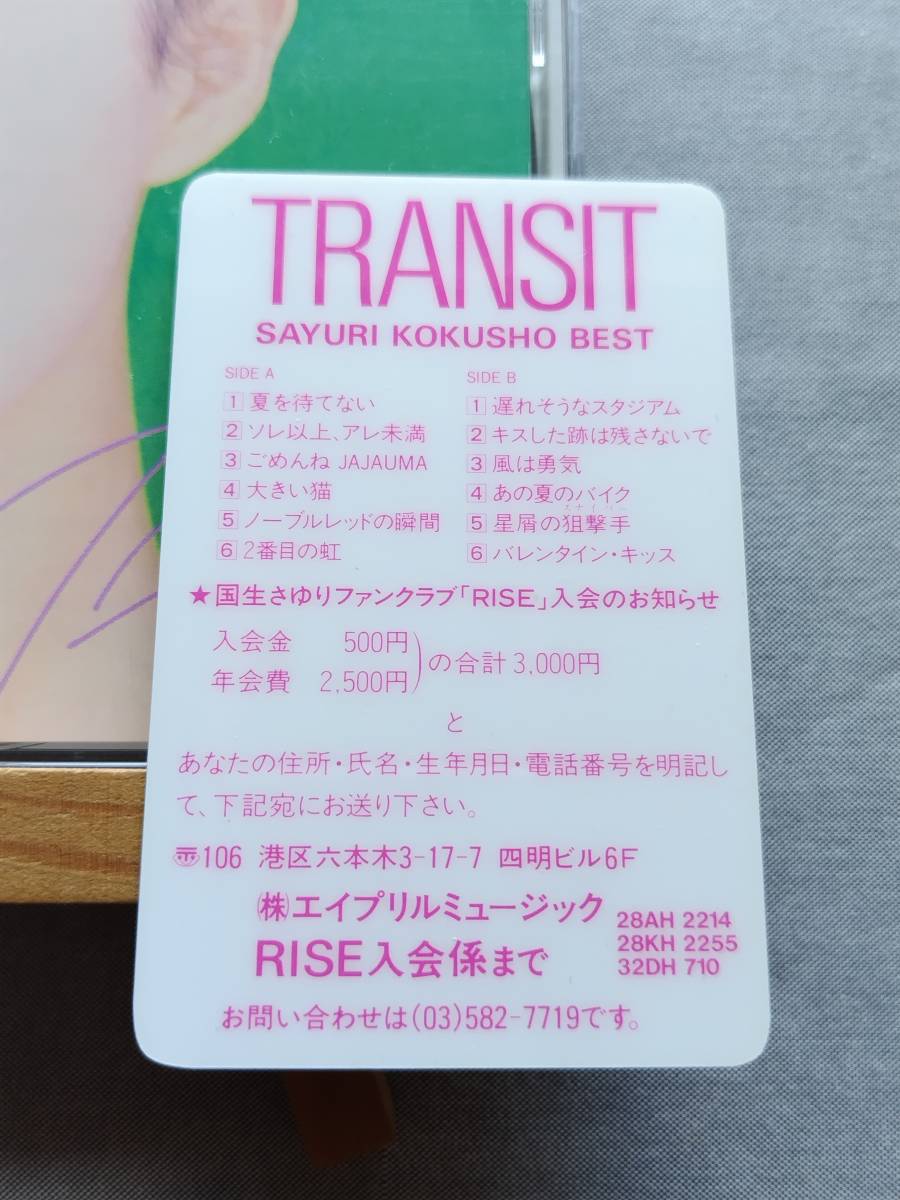 TRANSIT
SAYURI KOKUSHO BEST
SIDE A
1 夏を待てない
2 ソレ以上、アレ未満
3 ごめんね JAJAUMA
4 大きい猫
5 ノーブルレッドの瞬間
6 2番目の虹
SIDE B
1 遅れそうなスタジアム
2 キスした跡は残さないで
3 風は勇気
4 あの夏のバイク
スナイパー
5 星屑の狙撃手
6 バレンタイン・キッス
★国生さゆりファンクラブ「RISE」入会のお知らせ
入会金 500円
年会費 2,500円
の合計 3,000円
と
あなたの住所・氏名・生年月日・電話番号を明記し
て、下記宛にお送り下さい。
〠106 港区六本木3-17-7 四明ビル6F
㈱エイプリルミュージック
RISE入会係まで
28AH 2214
28KH 2255
32DH 710
お問い合わせは(03)582-7719です。